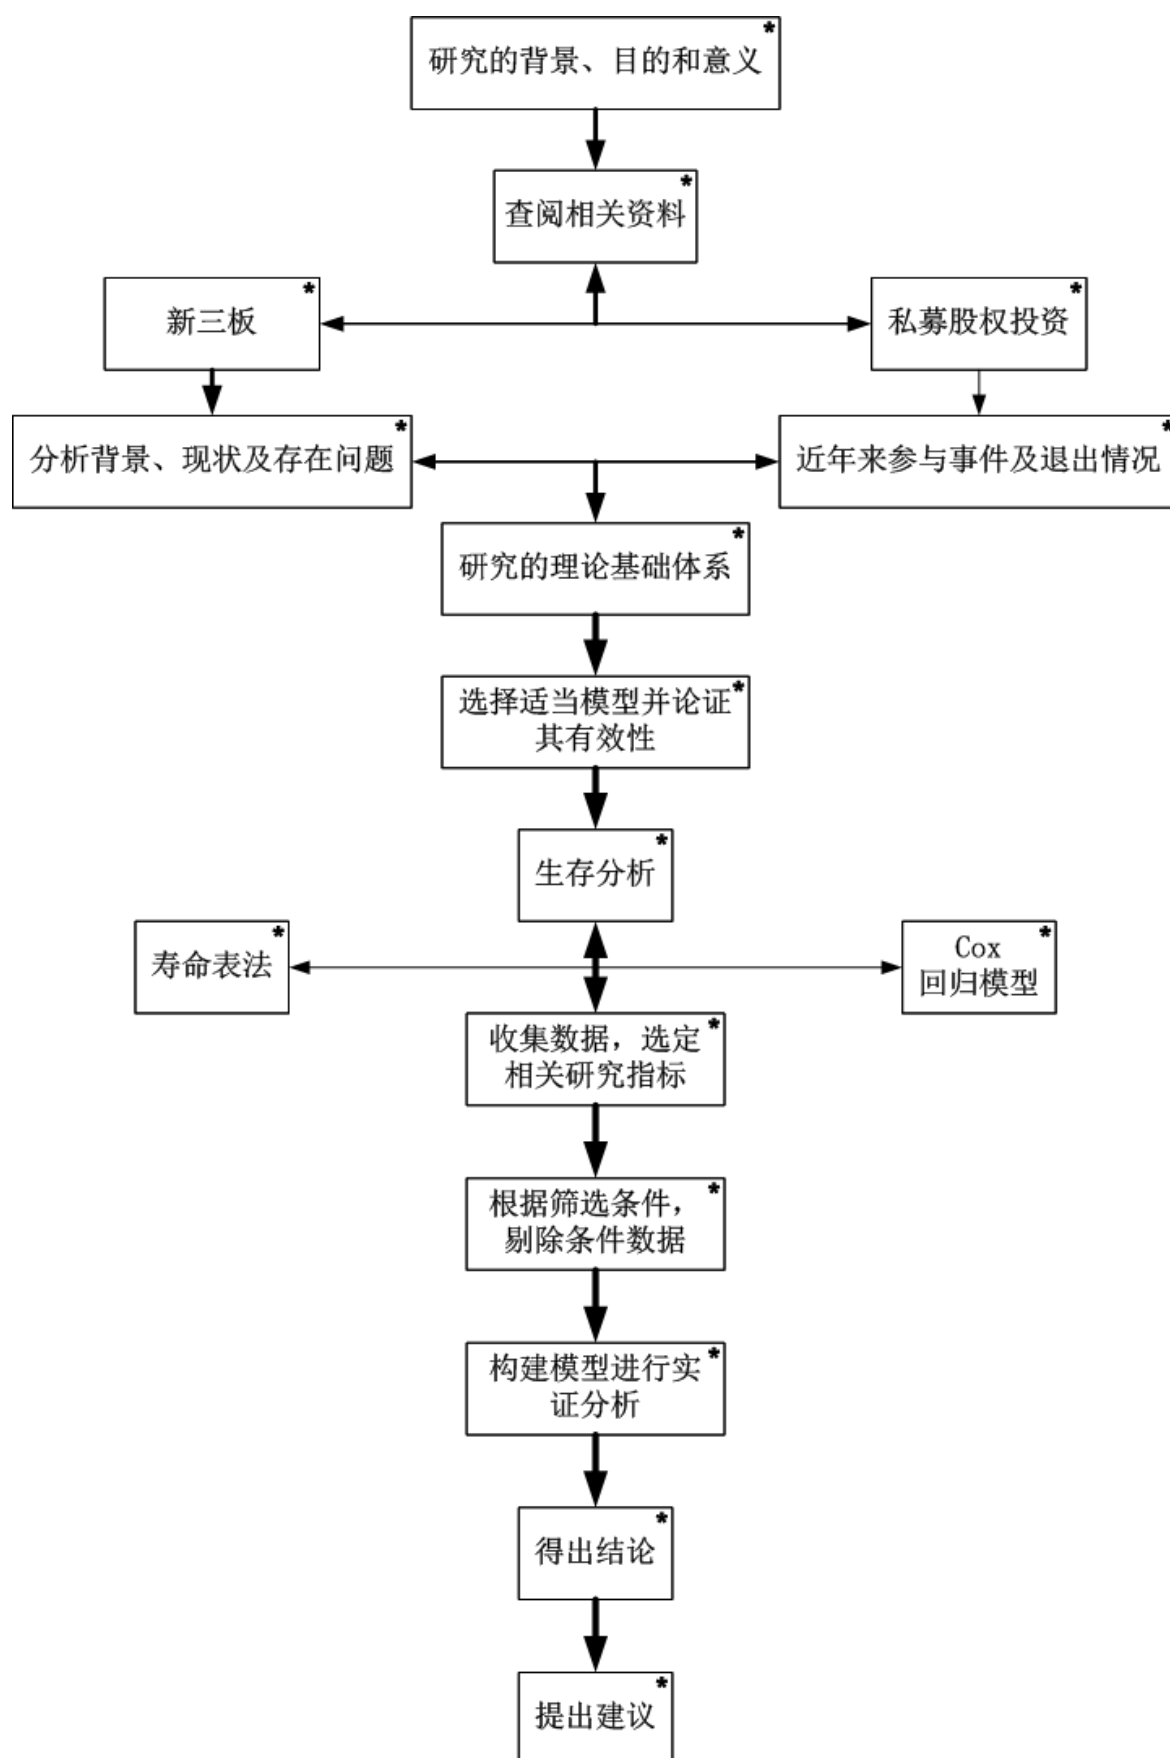 研究的背景、目的和意义*
查阅相关资料*
新三板*
私募股权投资*
分析背景、现状及存在问题*
近年来参与事件及退出情况*
研究的理论基础体系*
选择适当模型并论证*
其有效性
生存分析*
寿命表法*
Cox*
回归模型
收集数据，选定*
相关研究指标
根据筛选条件，*
剔除条件数据
构建模型进行实*
证分析
得出结论*
提出建议*